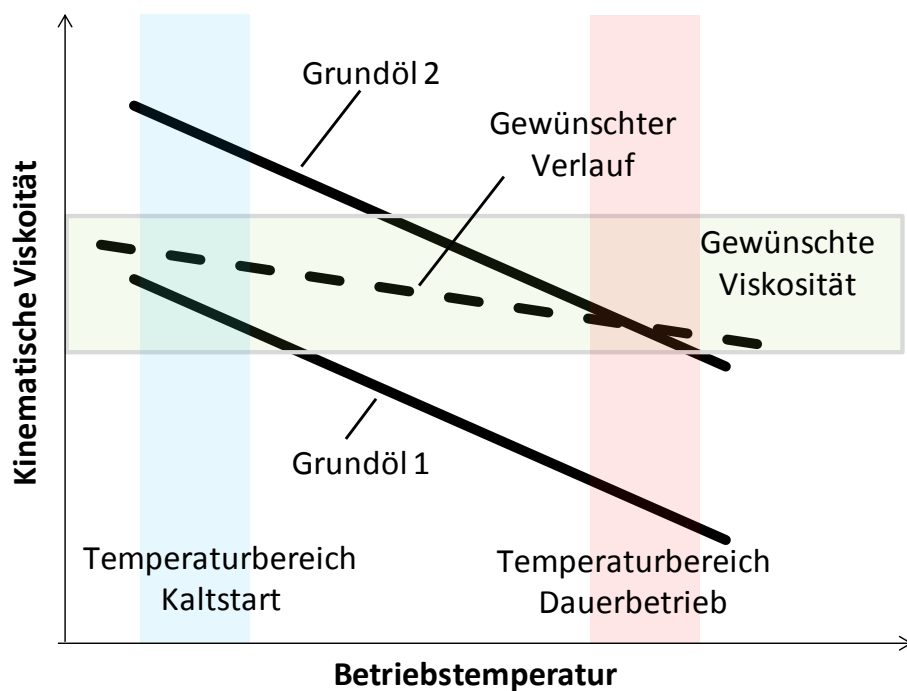 Grundöl 2
Gewünschter
Verlauf
Gewünschte
Viskosität
Kinematische Viskoität
Grundöl 1
Temperaturbereich
Kaltstart
Temperaturbereich
Dauerbetrieb
Betriebstemperatur